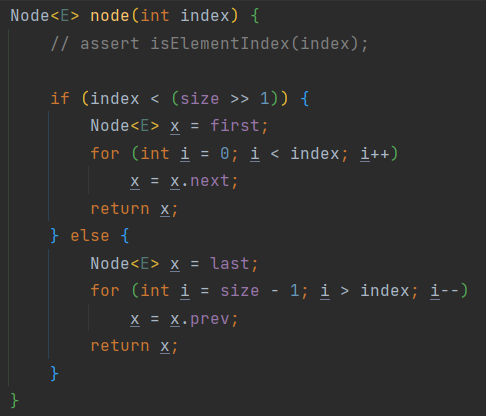 Node<E> node(int index) {
    // assert isElementIndex(index);

    if (index < (size >> 1)) {
        Node<E> x = first;
        for (int i = 0; i < index; i++)
            x = x.next;
        return x;
    } else {
        Node<E> x = last;
        for (int i = size - 1; i > index; i--)
            x = x.prev;
        return x;
    }
}